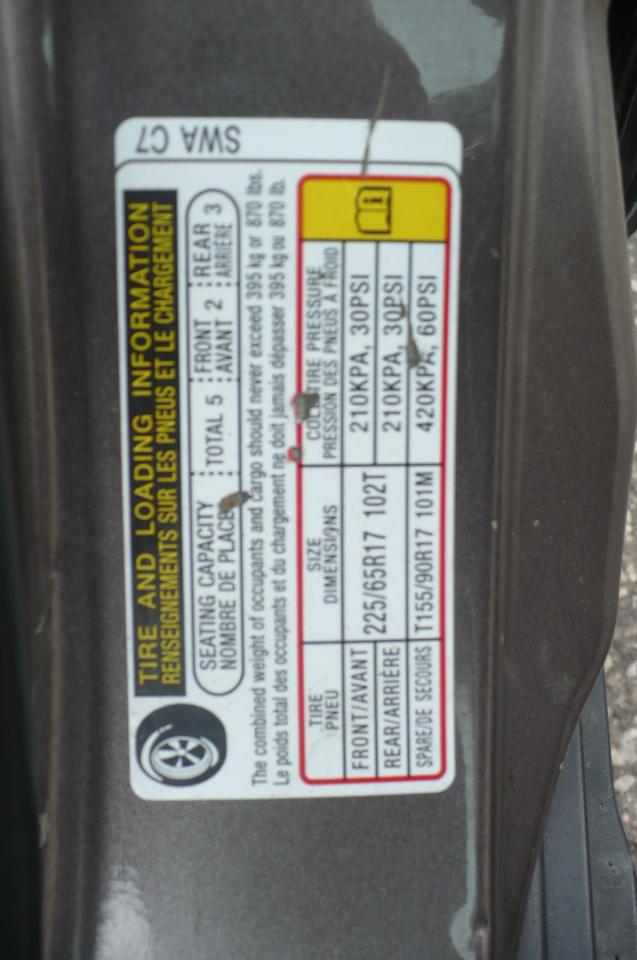 SWA C7
TIRE AND LOADING INFORMATION
RENSEIGNEMENTS SUR LES PNEUS ET LE CHARGEMENT
SEATING CAPACITY TOTAL 5 FRONT 2 REAR 3
NOMBRE DE PLACES AVANT ARRIÈRE
The combined weight of occupants and cargo should never exceed 395 kg or 870 lbs.
Le poids total des occupants et du chargement ne doit jamais dépasser 395 kg ou 870 lb.
TIRE SIZE COLD TIRE PRESSURE
PNEU DIMENSIONS PRESSION DES PNEUS À FROID
FRONT/AVANT 225/65R17 102T 210KPA, 30PSI
REAR/ARRIÈRE 210KPA, 30PSI
SPARE/DE SECOURS T155/90R17 101M 420KPA, 60PSI